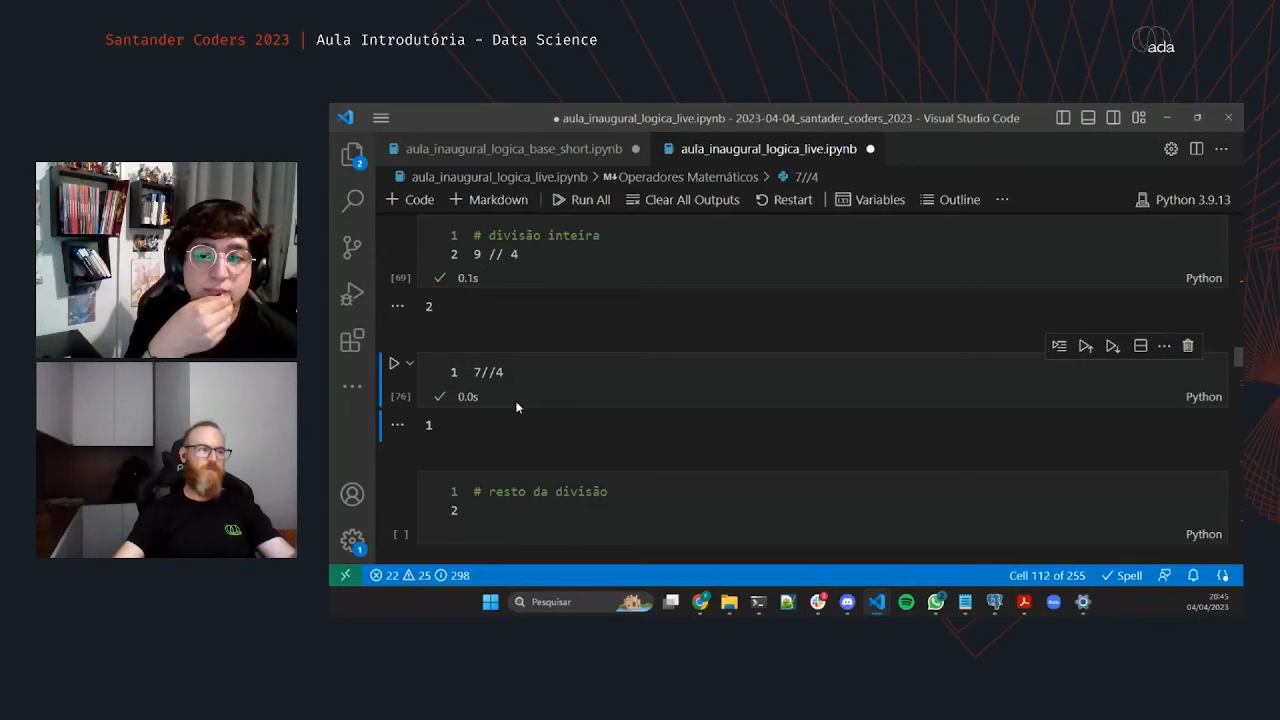 Santander Coders 2023 | Aula Introdutória - Data Science
ada
● aula_inaugural_logica_live.ipynb - 2023-04-04_santader_coders_2023 - Visual Studio Code
aula_inaugural_logica_base_short.ipynb ● aula_inaugural_logica_live.ipynb ●
aula_inaugural_logica_live.ipynb > M↓Operadores Matemáticos > 7//4
+ Code + Markdown Run All Clear All Outputs Restart Variables Outline ··· Python 3.9.13
1 # divisão inteira
2 9 // 4
[69] ✓ 0.1s Python
··· 2
1 7//4
[76] ✓ 0.0s Python
··· 1
1 # resto da divisão
2
[ ] Python
2
1
22 25 298 Cell 112 of 255 ✓ Spell
Pesquisar
20:45
04/04/2023